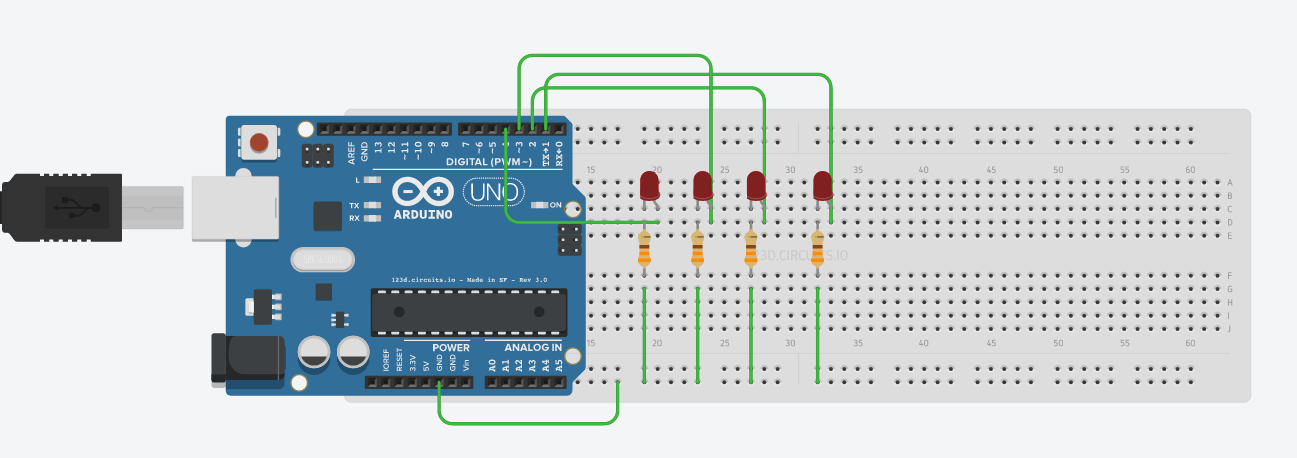 15 20 25 30 35 40 45 50 55 60
A
B
C
D
E
F
G
H
I
J
15 20 25 30 35 40 45 50 55 60
AREF
GND
13
12
~11
~10
~9
8
7
~6
~5
~3
2
TX→1
RX←0
DIGITAL (PWM~)
L
TX
RX
UNO
ON
ARDUINO
123D.CIRCUITS.IO
123d.circuits.io - Made in SF - Rev 3.0
POWER
ANALOG IN
IOREF
RESET
3.3V
5V
GND
GND
Vin
A0
A1
A2
A3
A4
A5